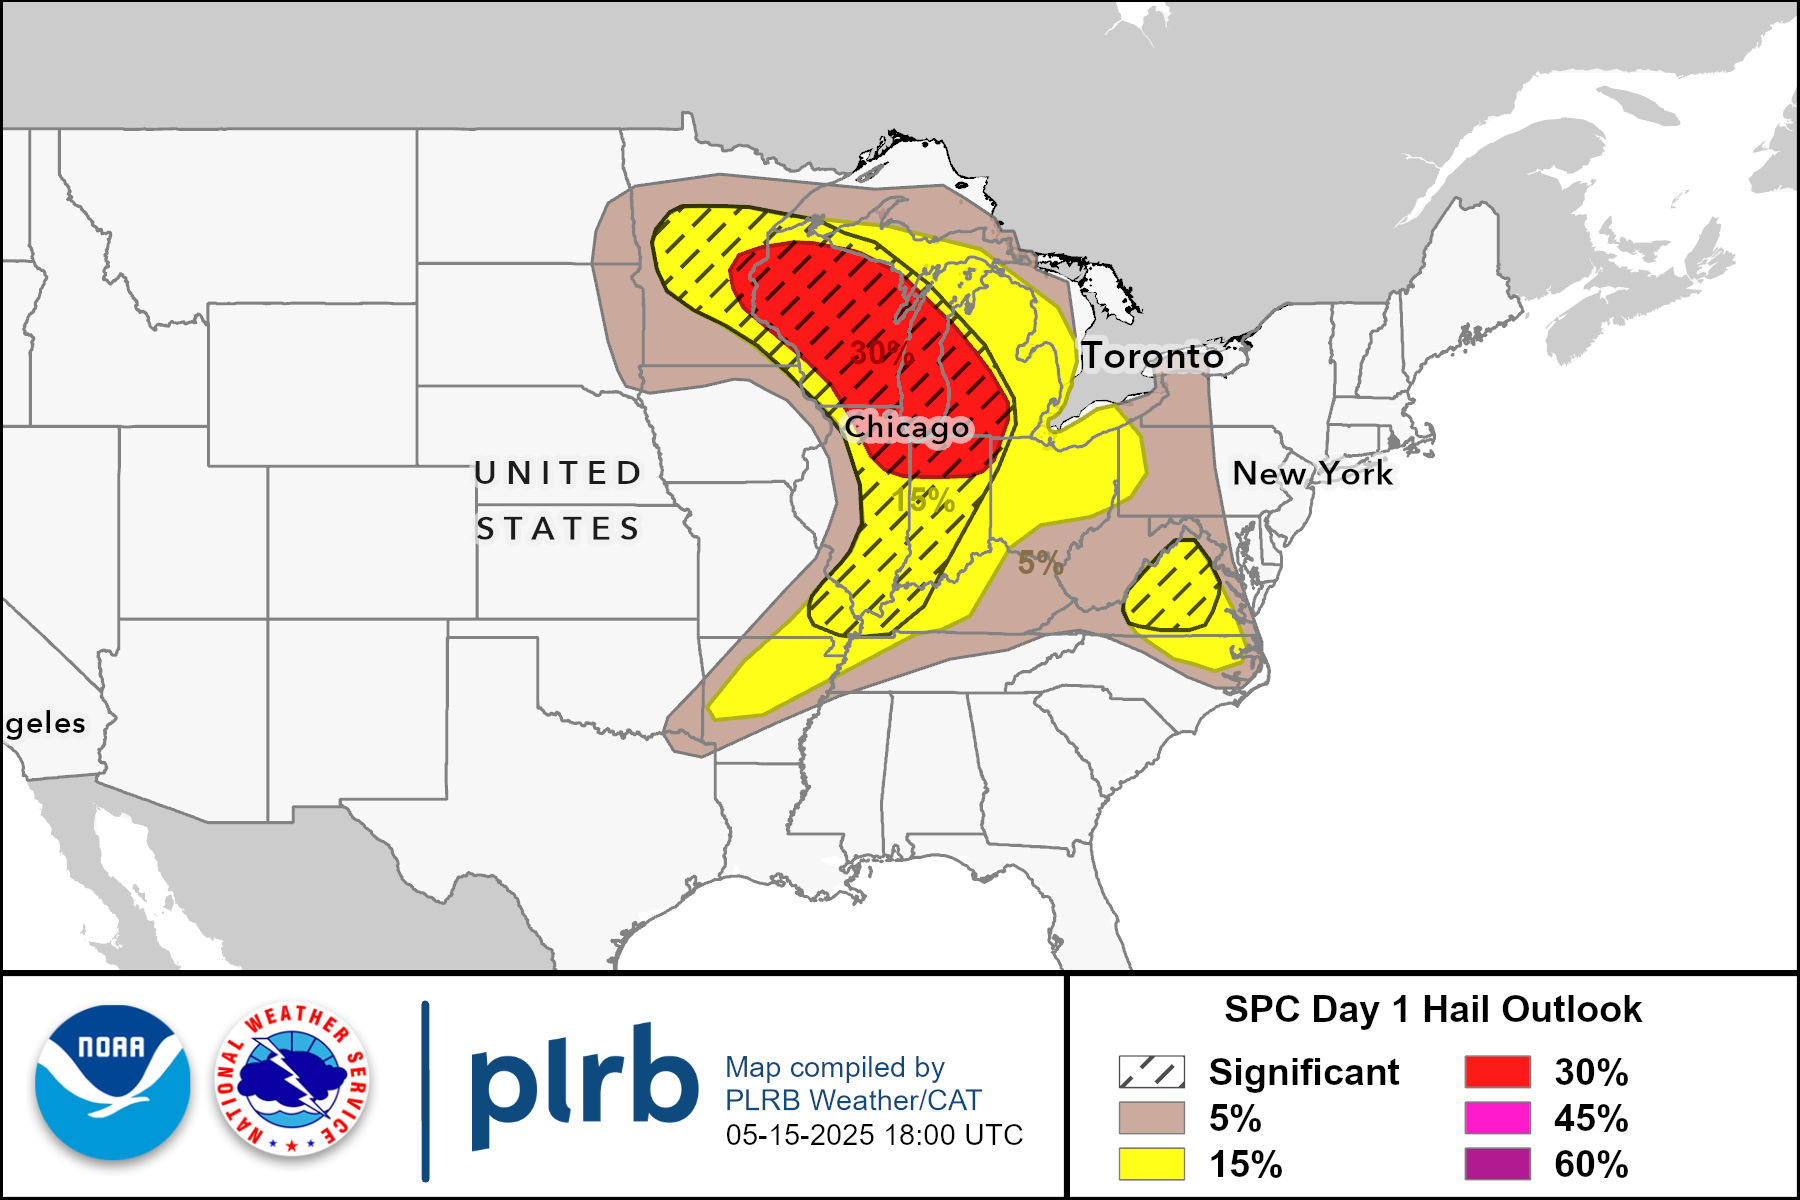 Toronto
30%
Chicago
UNITED
New York
15%
STATES
5%
geles
NOAA
NATIONAL WEATHER SERVICE
plrb
Map compiled by
PLRB Weather/CAT
05-15-2025 18:00 UTC
SPC Day 1 Hail Outlook
Significant
5%
15%
30%
45%
60%